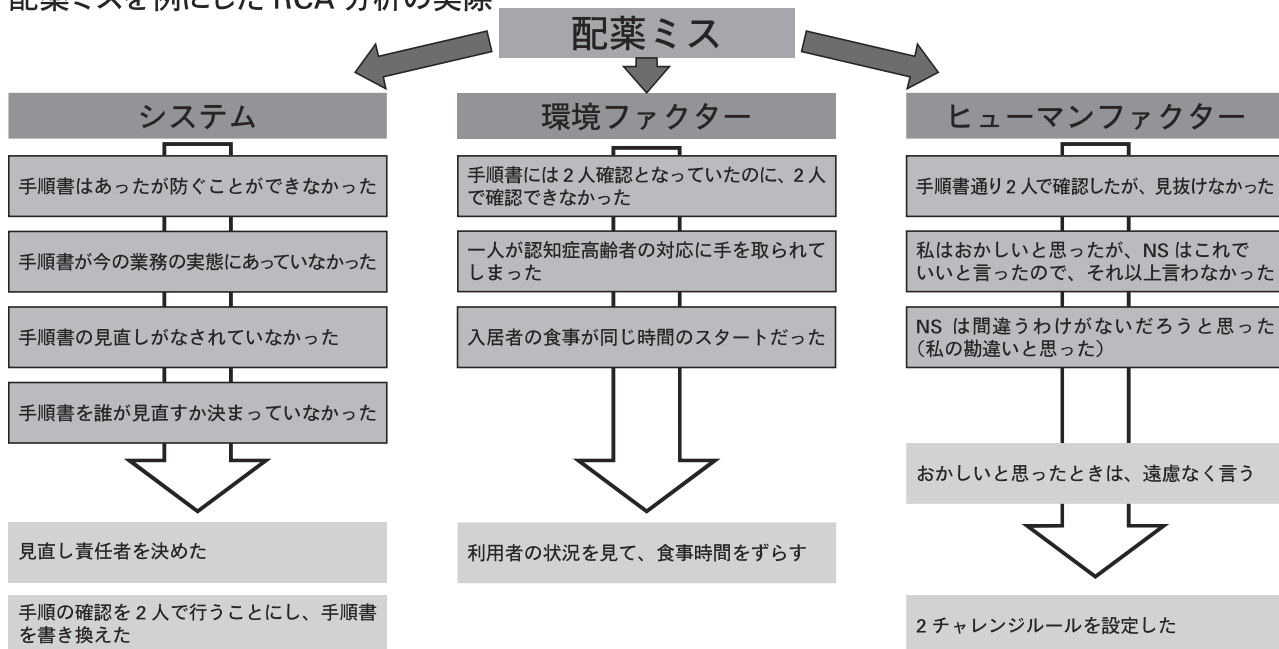 配薬ミスを例にした RCA 分析の実際
配薬ミス
システム
手順書はあったが防ぐことができなかった
手順書が今の業務の実態にあっていなかった
手順書の見直しがなされていなかった
手順書を誰が見直すか決まっていなかった
見直し責任者を決めた
手順の確認を2人で行うことにし、手順書
を書き換えた
環境ファクター
手順書には2人確認となっていたのに、2人
で確認できなかった
一人が認知症高齢者の対応に手を取られて
しまった
入居者の食事が同じ時間のスタートだった
利用者の状況を見て、食事時間をずらす
ヒューマンファクター
手順書通り2人で確認したが、見抜けなかった
私はおかしいと思ったが、NS はこれで
いいと言ったので、それ以上言わなかった
NS は間違うわけがないだろうと思った
（私の勘違いと思った）
おかしいと思ったときは、遠慮なく言う
2チャレンジルールを設定した